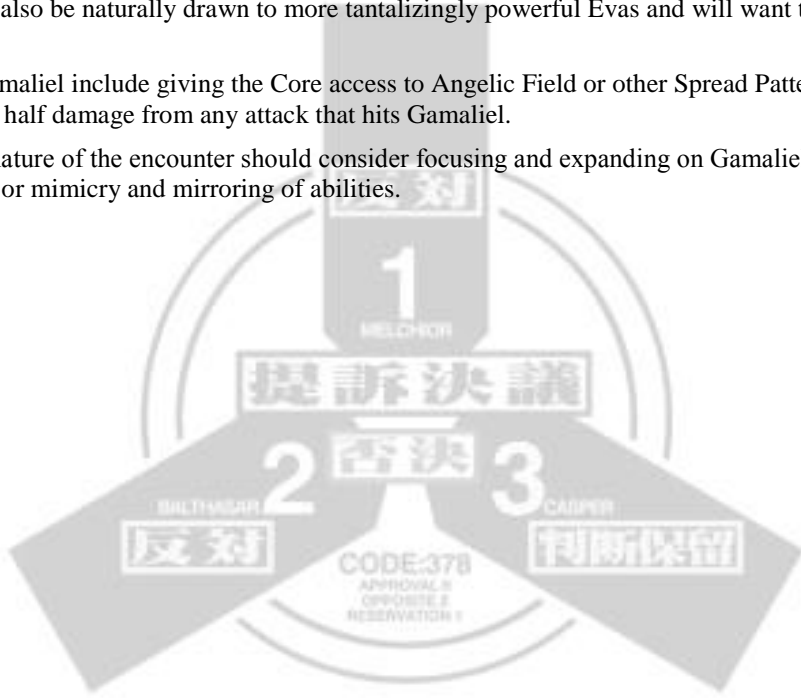 also be naturally drawn to more tantalizingly powerful Evas and will want t
maliel include giving the Core access to Angelic Field or other Spread Patte
half damage from any attack that hits Gamaliel.
ature of the encounter should consider focusing and expanding on Gamalie
or mimicry and mirroring of abilities.
反対
1
MELCHIOR
提訴決議
否決
2
3
BALTHASAR
CASPER
反対
判断保留
CODE:378
APPROVAL 0
OPPOSITE 2
RESERVATION 1